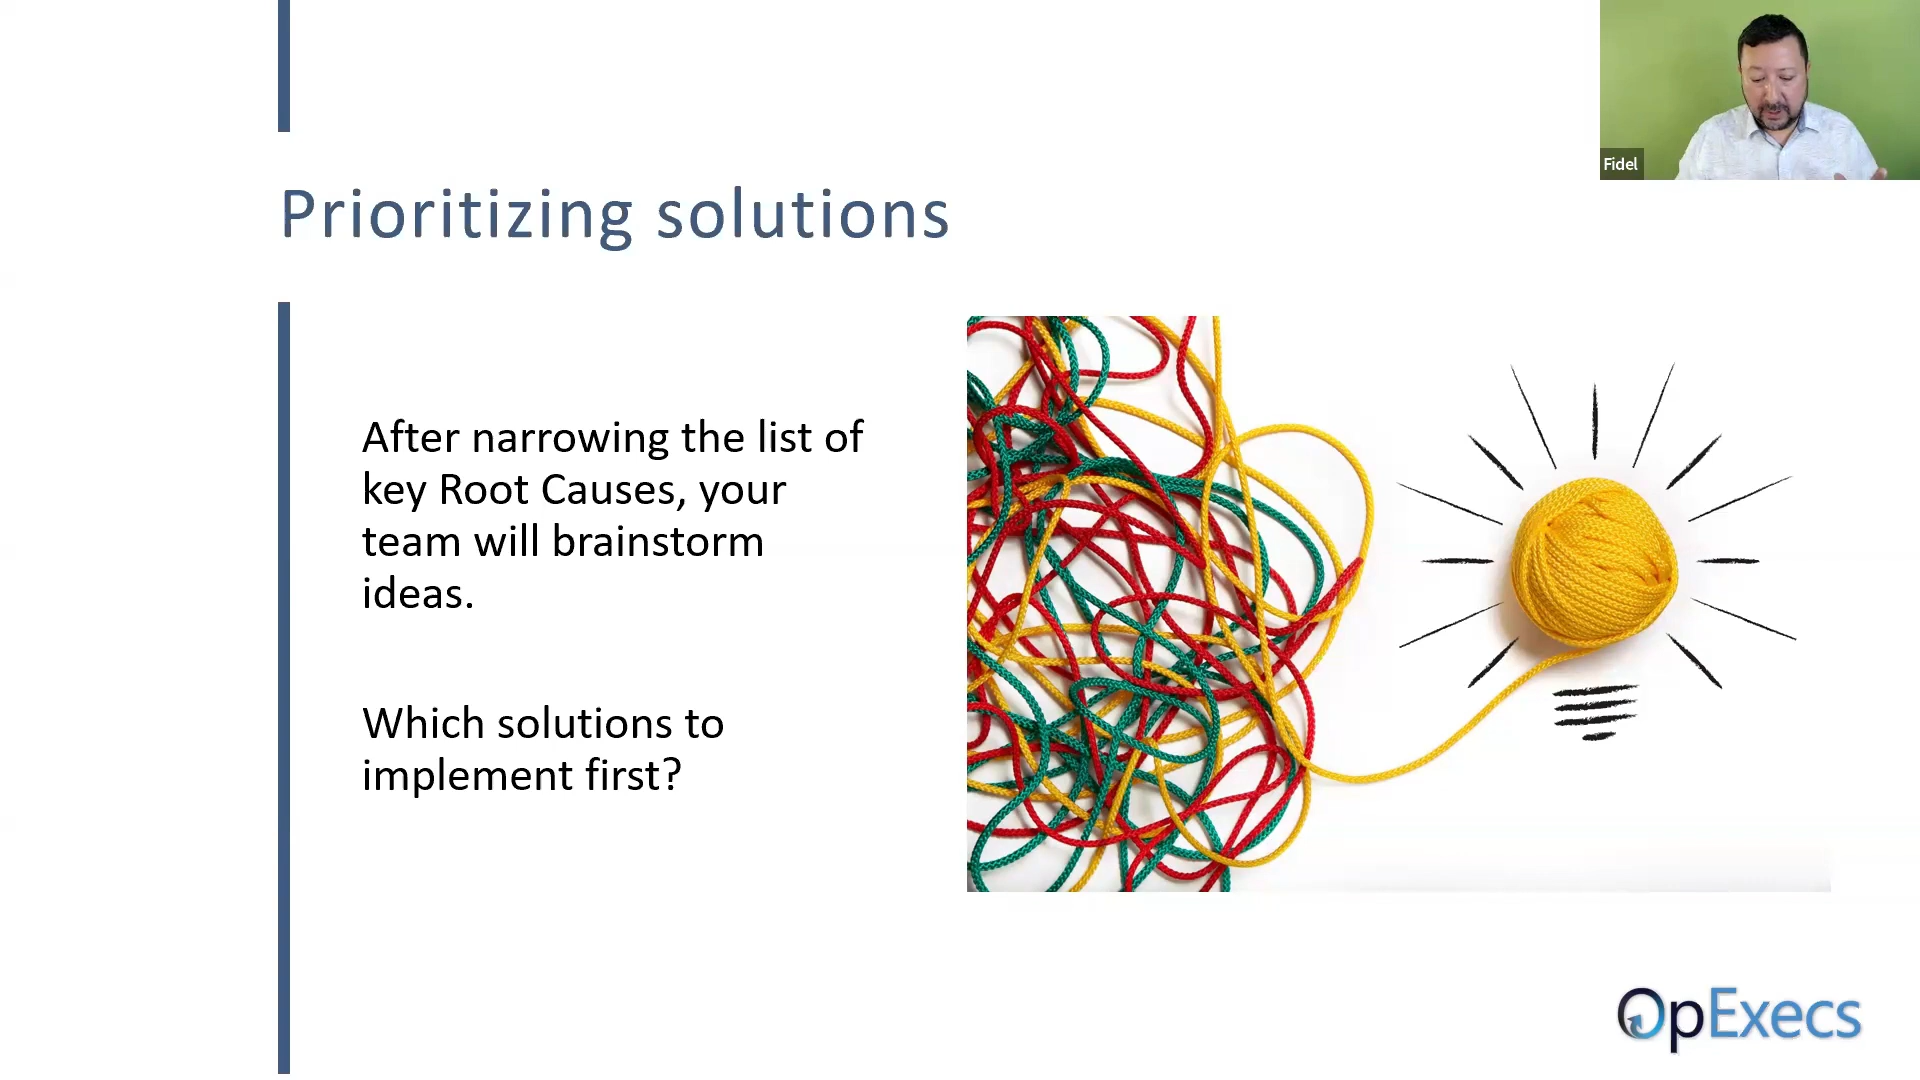 Fidel
Prioritizing solutions
After narrowing the list of
key Root Causes, your
team will brainstorm
ideas.
Which solutions to
implement first?
OpExecs